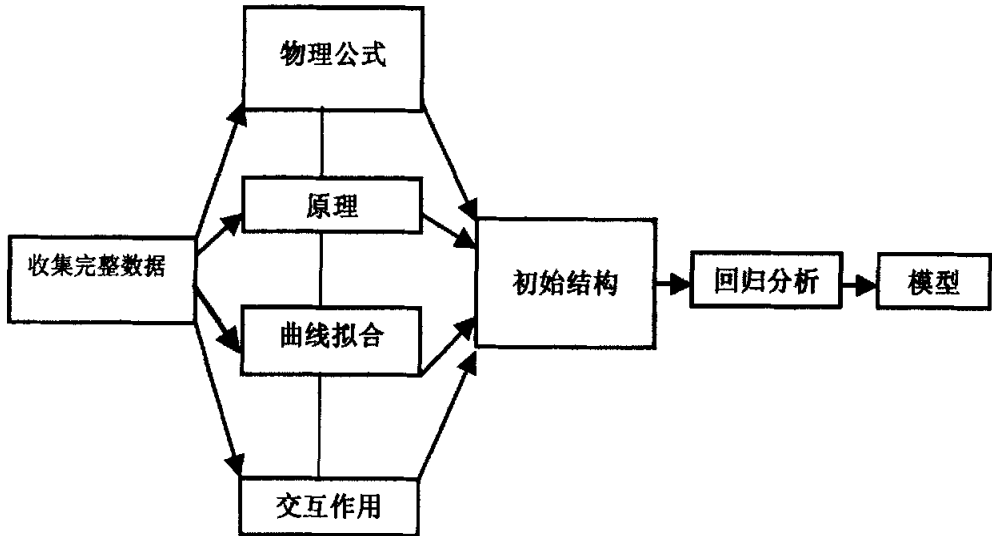 物理公式
原理
收集完整数据
初始结构
回归分析
模型
曲线拟合
交互作用